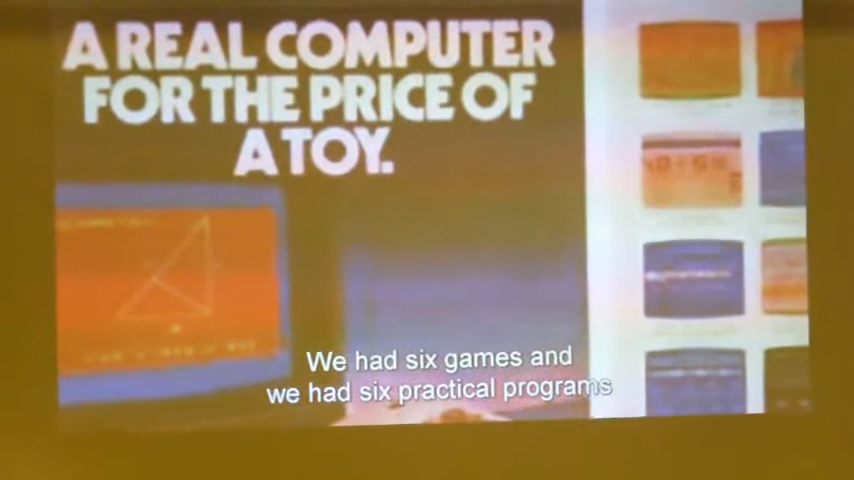 A REAL COMPUTER
FOR THE PRICE OF
A TOY.
We had six games and
we had six practical programs